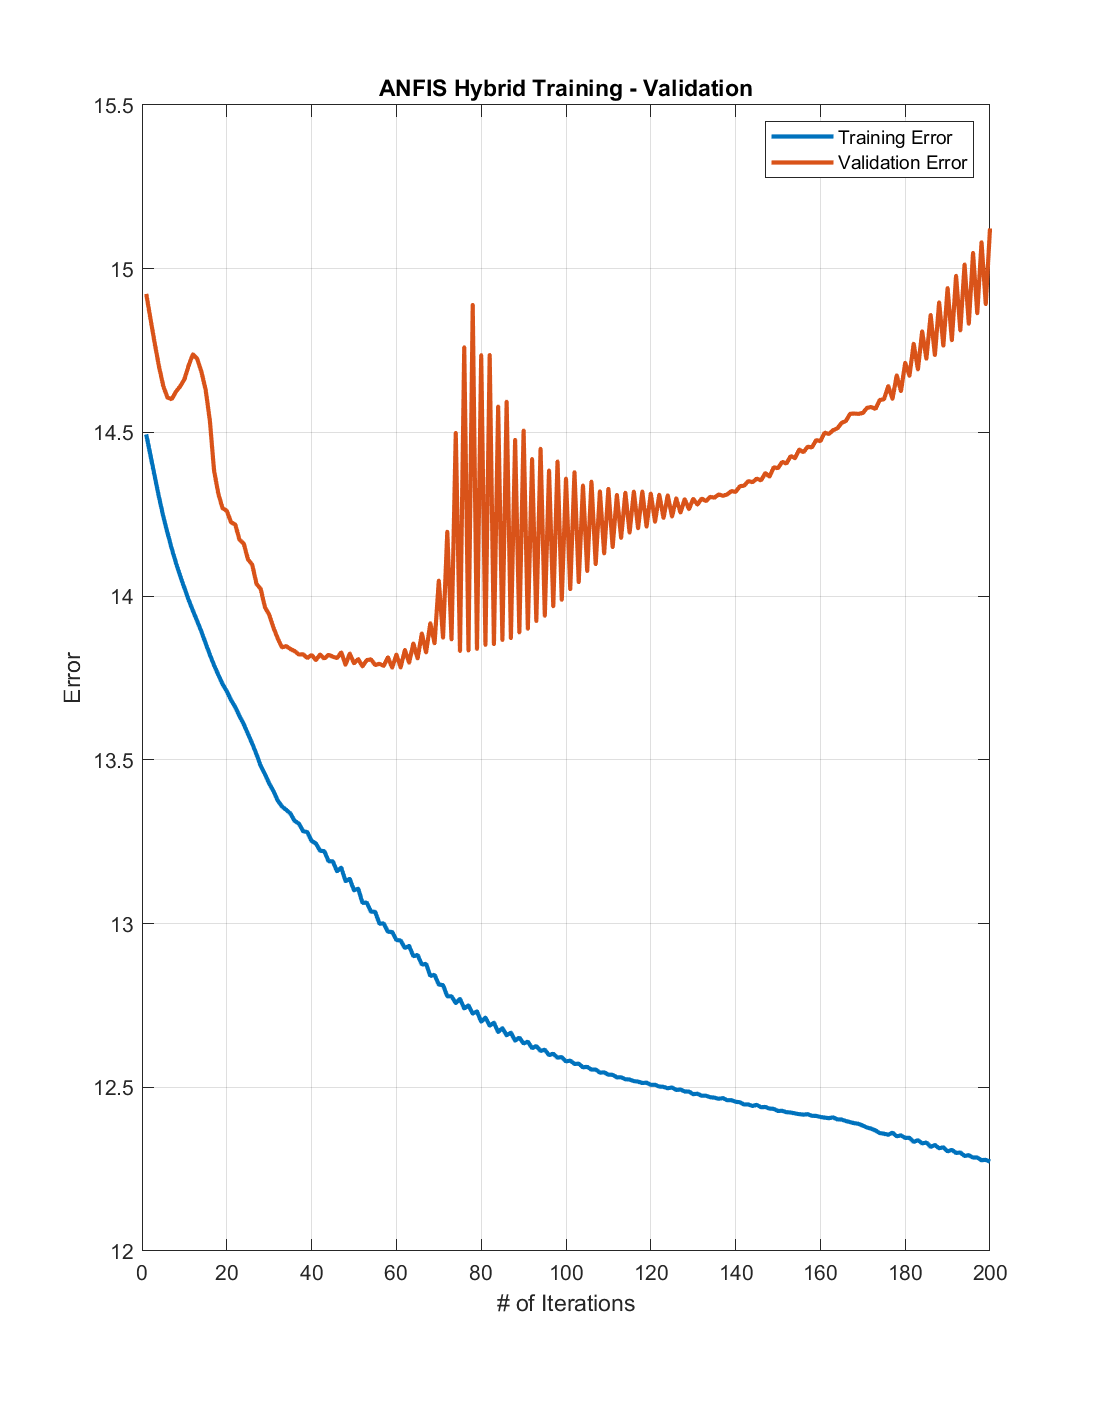 ANFIS Hybrid Training - Validation
15.5
Training Error
Validation Error
15
14.5
14
Error
13.5
13
12.5
12
0 20 40 60 80 100 120 140 160 180 200
# of Iterations